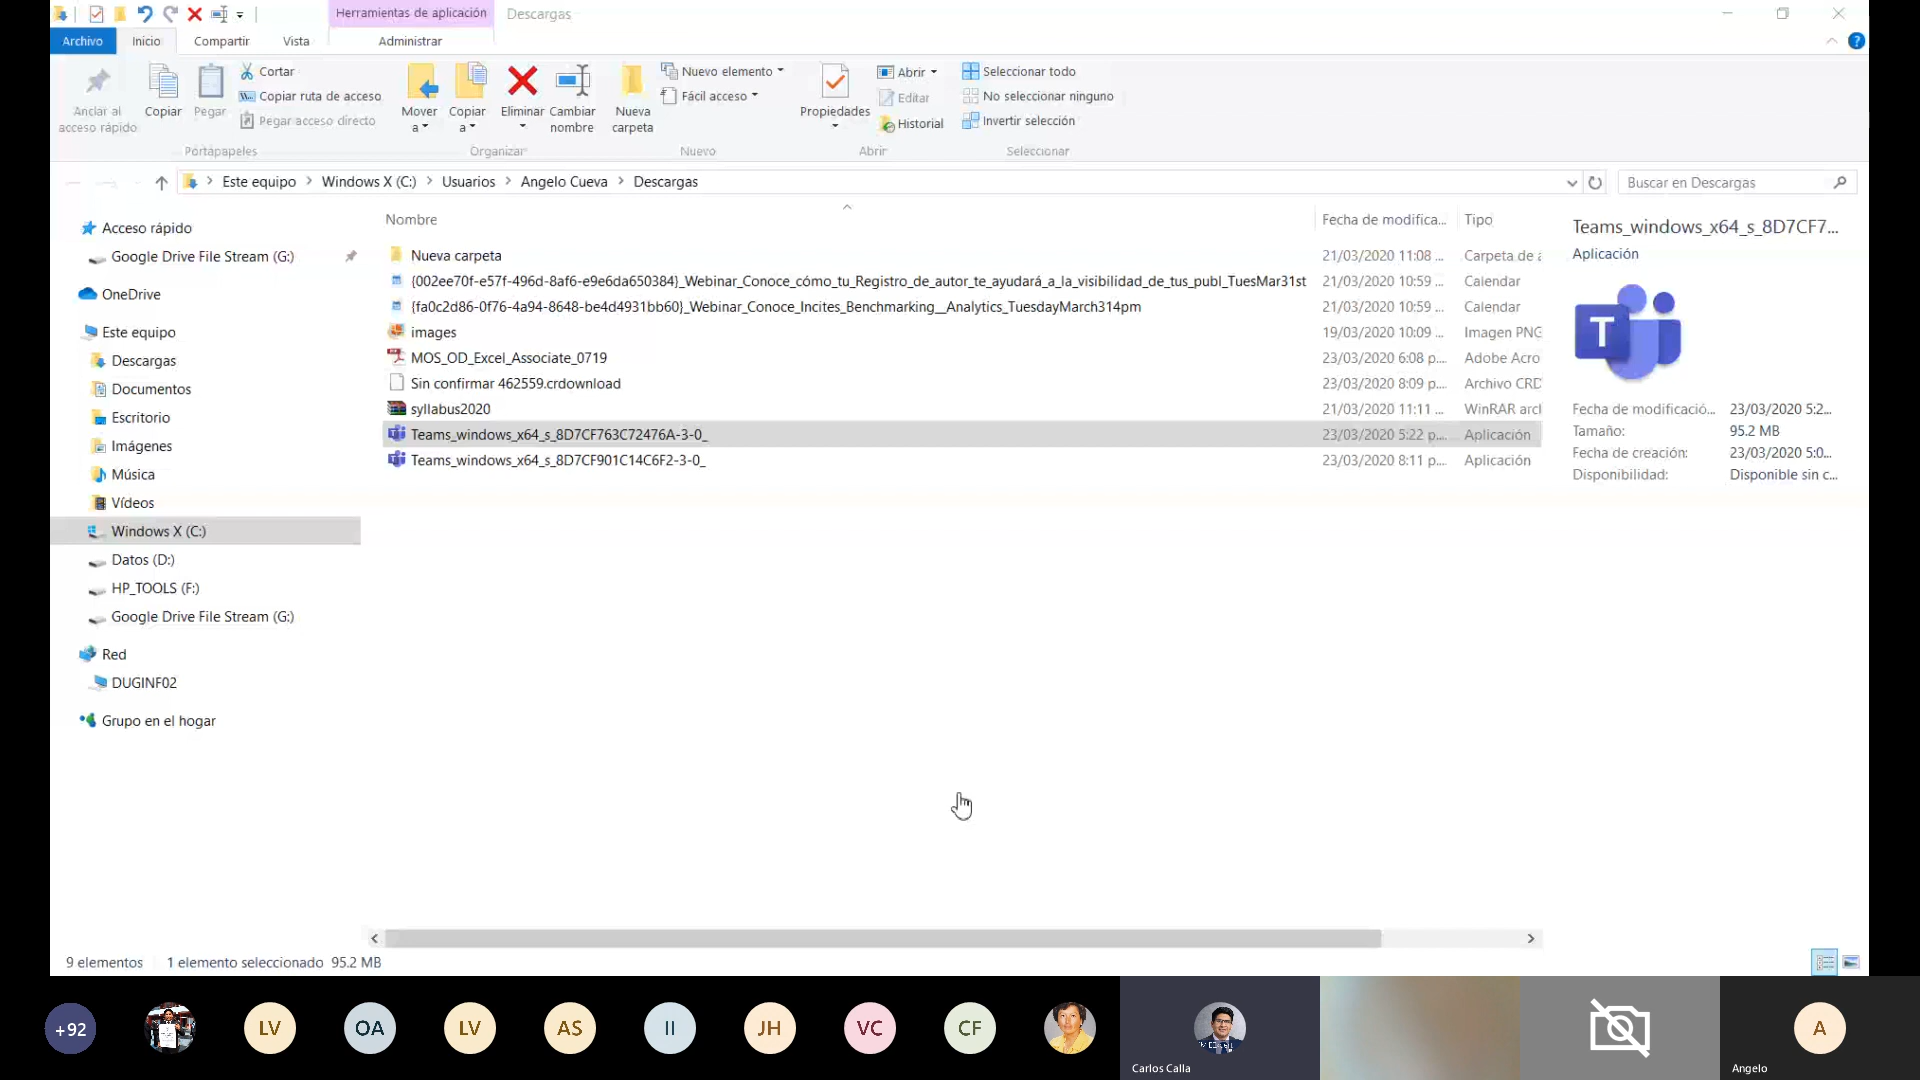 Herramientas de aplicación Descargas
Archivo Inicio Compartir Vista Administrar
Anclar al
acceso rápido
Copiar
Pegar
Cortar
Copiar ruta de acceso
Pegar acceso directo
Portapapeles
Mover
a
Copiar
a
Eliminar
Cambiar
nombre
Organizar
Nueva
carpeta
Nuevo elemento
Fácil acceso
Nuevo
Propiedades
Abrir
Editar
Historial
Abrir
Seleccionar todo
No seleccionar ninguno
Invertir selección
Seleccionar
Este equipo > Windows X (C:) > Usuarios > Angelo Cueva > Descargas
Buscar en Descargas
Acceso rápido
Google Drive File Stream (G:)
OneDrive
Este equipo
Descargas
Documentos
Escritorio
Imágenes
Música
Vídeos
Windows X (C:)
Datos (D:)
HP_TOOLS (F:)
Google Drive File Stream (G:)
Red
DUGINF02
Grupo en el hogar
Nombre Fecha de modifica... Tipo
Nueva carpeta 21/03/2020 11:08 ... Carpeta de a
{002ee70f-e57f-496d-8af6-e9e6da650384}_Webinar_Conoce_cómo_tu_Registro_de_autor_te_ayudará_a_la_visibilidad_de_tus_publ_TuesMar31st 21/03/2020 10:59 ... Calendar
{fa0c2d86-0f76-4a94-8648-be4d4931bb60}_Webinar_Conoce_Incites_Benchmarking__Analytics_TuesdayMarch314pm 21/03/2020 10:59 ... Calendar
images 19/03/2020 10:09 ... Imagen PNG
MOS_OD_Excel_Associate_0719 23/03/2020 6:08 p.... Adobe Acro
Sin confirmar 462559.crdownload 23/03/2020 8:09 p.... Archivo CRD
syllabus2020 21/03/2020 11:11 ... WinRAR arcl
Teams_windows_x64_s_8D7CF763C72476A-3-0_ 23/03/2020 5:22 p.... Aplicación
Teams_windows_x64_s_8D7CF901C14C6F2-3-0_ 23/03/2020 8:11 p.... Aplicación
Teams_windows_x64_s_8D7CF7...
Aplicación
T
Fecha de modificació... 23/03/2020 5:2...
Tamaño: 95.2 MB
Fecha de creación: 23/03/2020 5:0...
Disponibilidad: Disponible sin c...
9 elementos 1 elemento seleccionado 95.2 MB
+92 LV OA LV AS II JH VC CF A
Carlos Calla Angelo